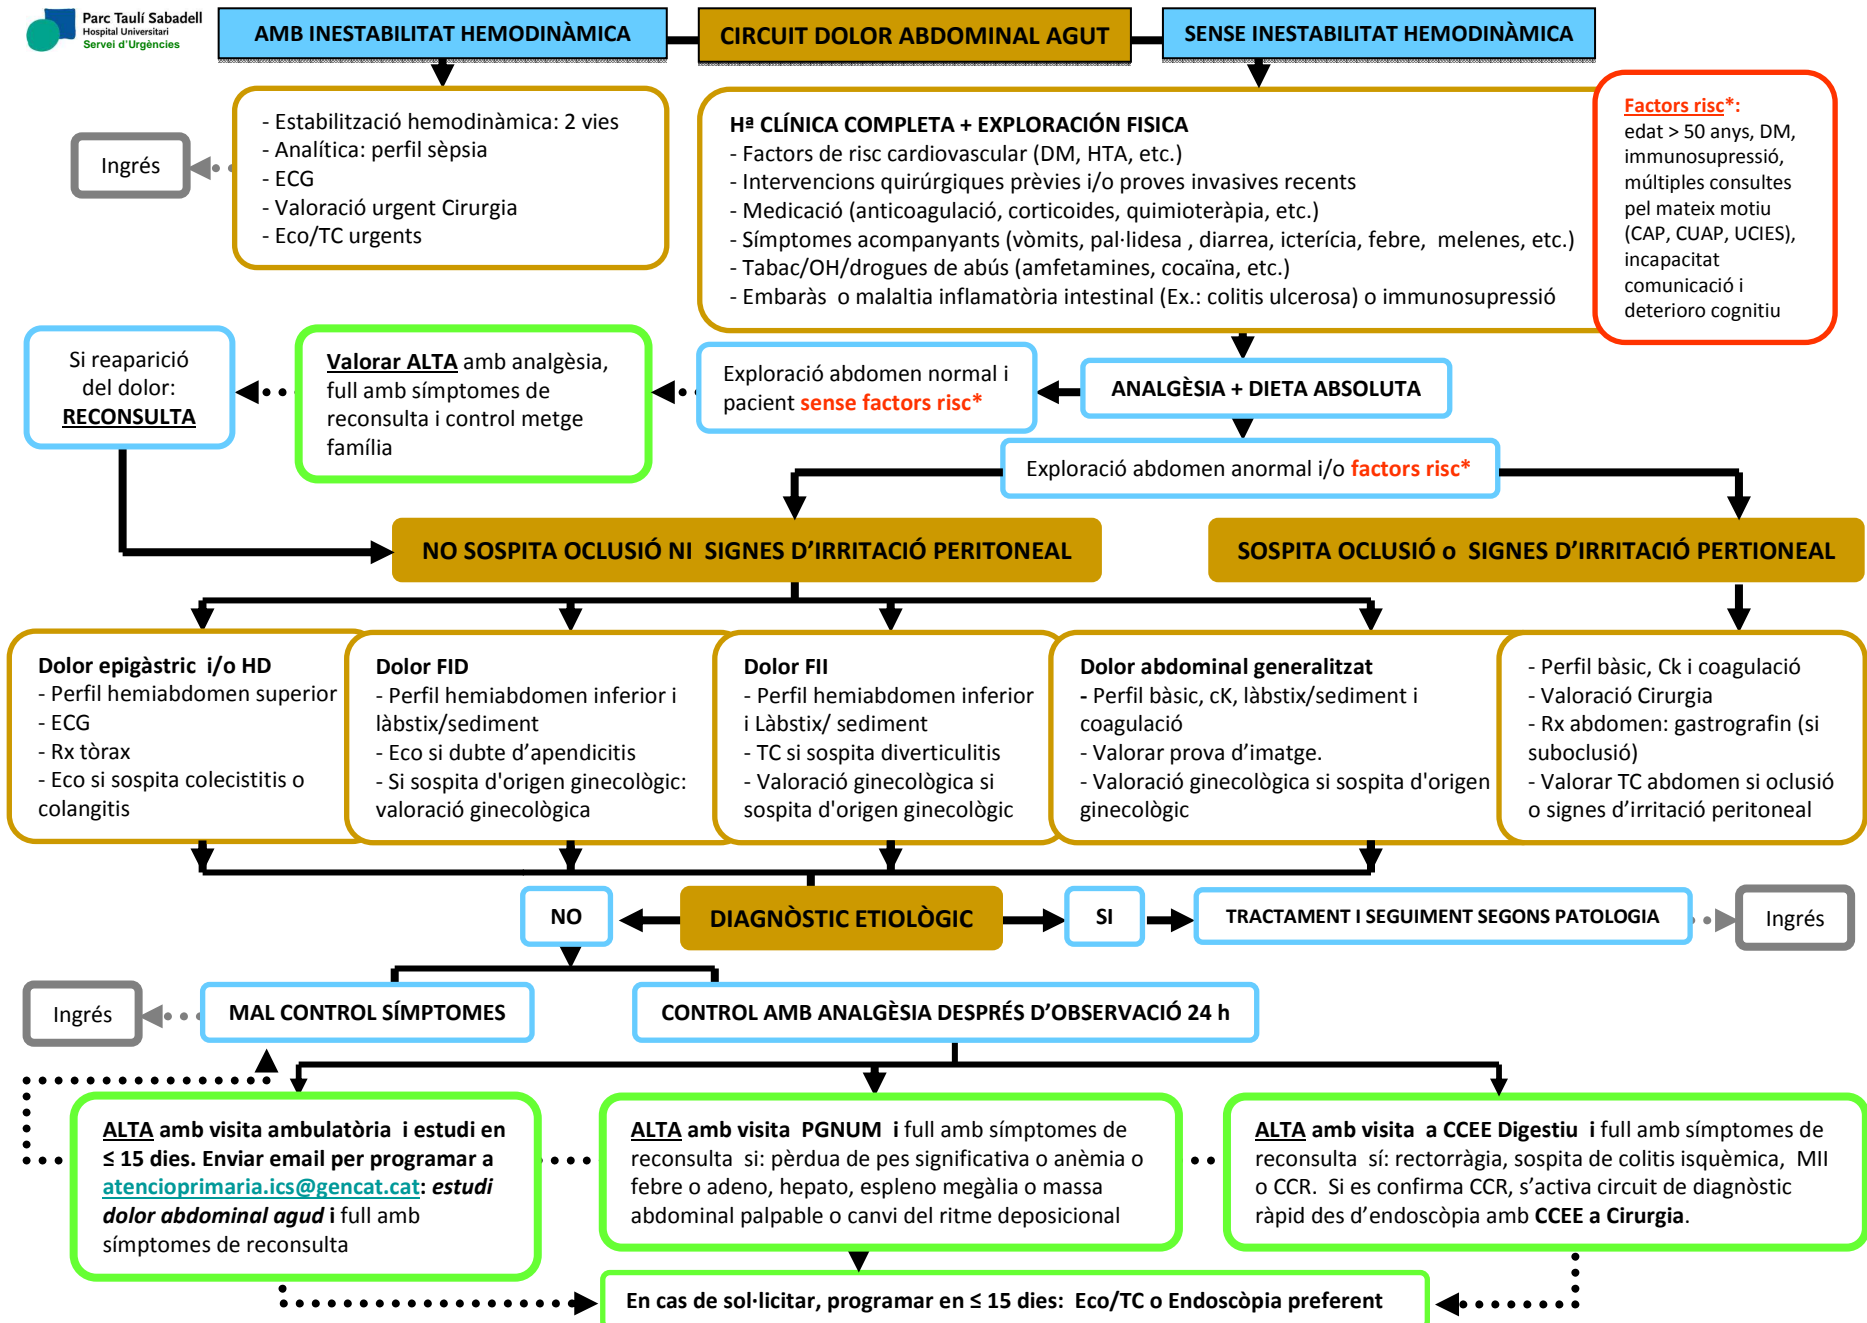 Parc Taulí Sabadell
Hospital Universitari
Servei d'Urgències
AMB INESTABILITAT HEMODINÀMICA
CIRCUIT DOLOR ABDOMINAL AGUT
SENSE INESTABILITAT HEMODINÀMICA
Ingrés
- Estabilització hemodinàmica: 2 vies
- Analítica: perfil sèpsia
- ECG
- Valoració urgent Cirurgia
- Eco/TC urgents
Hª CLÍNICA COMPLETA + EXPLORACIÓN FISICA
- Factors de risc cardiovascular (DM, HTA, etc.)
- Intervencions quirúrgiques prèvies i/o proves invasives recents
- Medicació (anticoagulació, corticoides, quimioteràpia, etc.)
- Símptomes acompanyants (vòmits, pal·lidesa , diarrea, icterícia, febre, melenes, etc.)
- Tabac/OH/drogues de abús (amfetamines, cocaïna, etc.)
- Embaràs o malaltia inflamatòria intestinal (Ex.: colitis ulcerosa) o immunosupressió
Factors risc*:
edat > 50 anys, DM,
immunosupressió,
múltiples consultes
pel mateix motiu
(CAP, CUAP, UCIES),
incapacitat
comunicació i
deterioro cognitiu
Si reaparició
del dolor:
RECONSULTA
Valorar ALTA amb analgèsia,
full amb símptomes de
reconsulta i control metge
família
Exploració abdomen normal i
pacient sense factors risc*
ANALGÈSIA + DIETA ABSOLUTA
Exploració abdomen anormal i/o factors risc*
NO SOSPITA OCLUSIÓ NI SIGNES D'IRRITACIÓ PERITONEAL
SOSPITA OCLUSIÓ o SIGNES D'IRRITACIÓ PERTIONEAL
Dolor epigàstric i/o HD
- Perfil hemiabdomen superior
- ECG
- Rx tòrax
- Eco si sospita colecistitis o
colangitis
Dolor FID
- Perfil hemiabdomen inferior i
làbstix/sediment
- Eco si dubte d'apendicitis
- Si sospita d'origen ginecològic:
valoració ginecològica
Dolor FII
- Perfil hemiabdomen inferior
i Làbstix/ sediment
- TC si sospita diverticulitis
- Valoració ginecològica si
sospita d'origen ginecològic
Dolor abdominal generalitzat
- Perfil bàsic, cK, làbstix/sediment i
coagulació
- Valorar prova d'imatge.
- Valoració ginecològica si sospita d'origen
ginecològic
- Perfil bàsic, Ck i coagulació
- Valoració Cirurgia
- Rx abdomen: gastrografin (si
suboclusió)
- Valorar TC abdomen si oclusió
o signes d'irritació peritoneal
NO
DIAGNÒSTIC ETIOLÒGIC
SI
TRACTAMENT I SEGUIMENT SEGONS PATOLOGIA
Ingrés
Ingrés
MAL CONTROL SÍMPTOMES
CONTROL AMB ANALGÈSIA DESPRÉS D'OBSERVACIÓ 24 h
ALTA amb visita ambulatòria i estudi en
≤ 15 dies. Enviar email per programar a
atencioprimaria.ics@gencat.cat: estudi
dolor abdominal agud i full amb
símptomes de reconsulta
ALTA amb visita PGNUM i full amb símptomes de
reconsulta si: pèrdua de pes significativa o anèmia o
febre o adeno, hepato, espleno megàlia o massa
abdominal palpable o canvi del ritme deposicional
ALTA amb visita a CCEE Digestiu i full amb símptomes de
reconsulta sí: rectorràgia, sospita de colitis isquèmica, MII
o CCR. Si es confirma CCR, s'activa circuit de diagnòstic
ràpid des d'endoscòpia amb CCEE a Cirurgia.
En cas de sol·licitar, programar en ≤ 15 dies: Eco/TC o Endoscòpia preferent